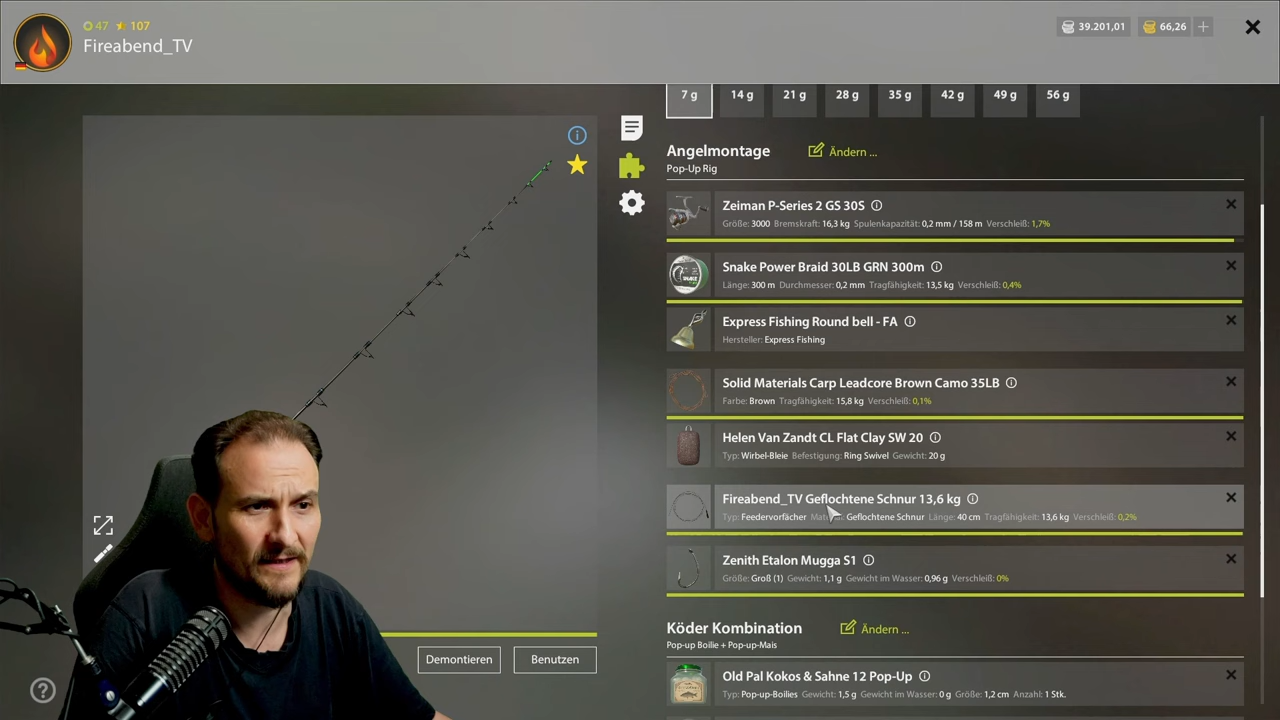 47 107
Fireabend_TV
39.201,01 66,26
7 g 14 g 21 g 28 g 35 g 42 g 49 g 56 g
Angelmontage Ändern ...
Pop-Up Rig
Zeiman P-Series 2 GS 30S
Größe: 3000 Bremskraft: 16,3 kg Spulenkapazität: 0,2 mm / 158 m Verschleiß: 1,7%
Snake Power Braid 30LB GRN 300m
Länge: 300 m Durchmesser: 0,2 mm Tragfähigkeit: 13,5 kg Verschleiß: 0,4%
Express Fishing Round bell - FA
Hersteller: Express Fishing
Solid Materials Carp Leadcore Brown Camo 35LB
Farbe: Brown Tragfähigkeit: 15,8 kg Verschleiß: 0,1%
Helen Van Zandt CL Flat Clay SW 20
Typ: Wirbel-Bleie Befestigung: Ring Swivel Gewicht: 20 g
Fireabend_TV Geflochtene Schnur 13,6 kg
Typ: Feedervorfächer Geflochtene Schnur Länge: 40 cm Tragfähigkeit: 13,6 kg Verschleiß: 0,2%
Zenith Etalon Mugga S1
Größe: Groß (1) Gewicht: 1,1 g Gewicht im Wasser: 0,96 g Verschleiß: 0%
Köder Kombination Ändern ...
Pop-up Boilie + Pop-up-Mais
Old Pal Kokos & Sahne 12 Pop-Up
Typ: Pop-up-Boilies Gewicht: 1,5 g Gewicht im Wasser: 0 g Größe: 1,2 cm Anzahl: 1 Stk.
Demontieren Benutzen